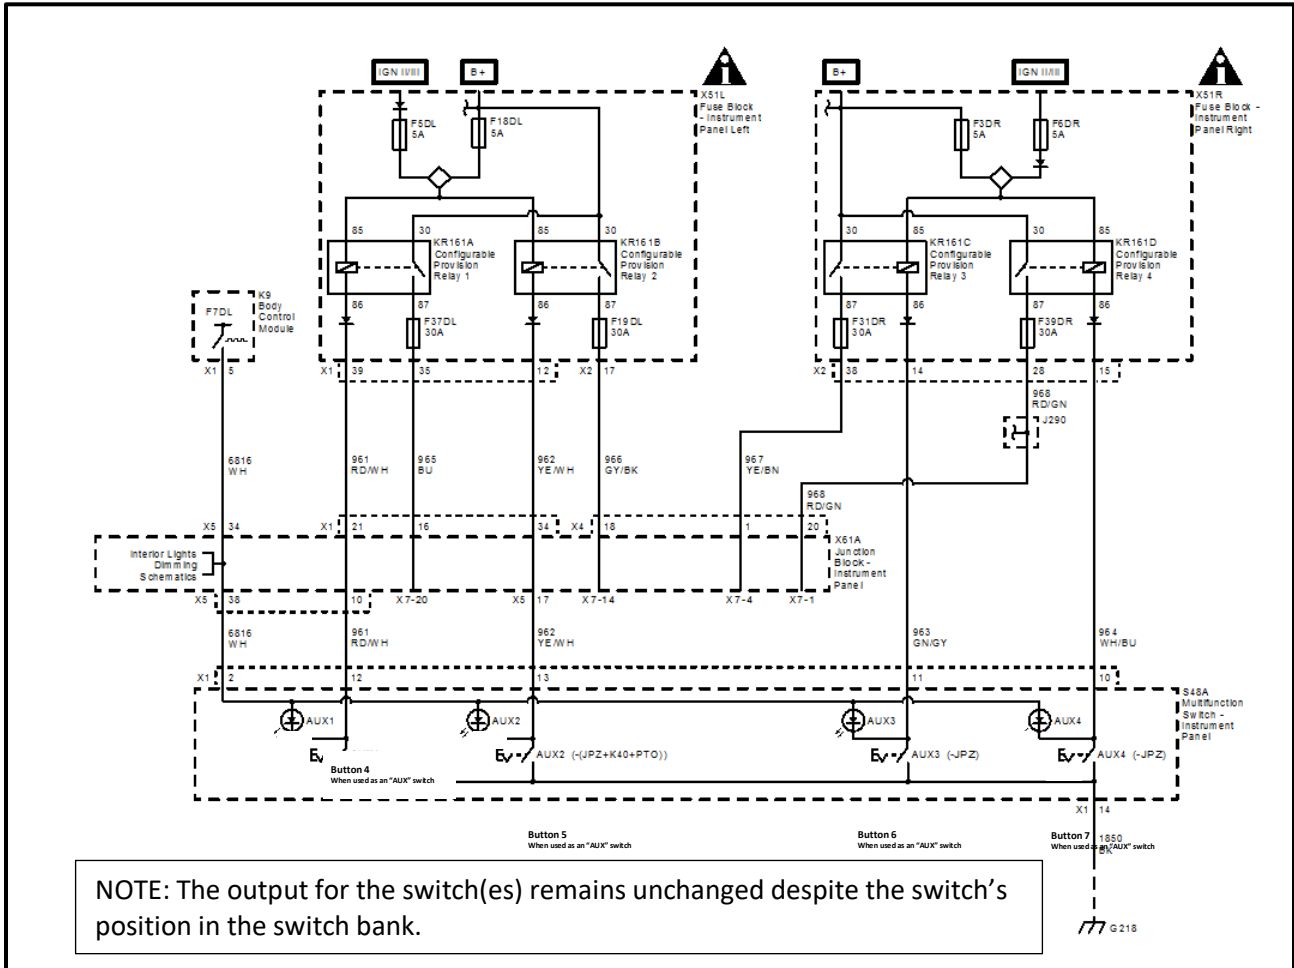 IGN II/III
B+
B+
IGN II/III
X51L
Fuse Block
- Instrument
Panel Left
X51R
Fuse Block -
Instrument
Panel Right
F5DL
5A
F18DL
5A
F3DR
5A
F6DR
5A
85
30
85
30
30
85
30
85
KR161A
Configurable
Provision
Relay 1
KR161B
Configurable
Provision
Relay 2
KR161C
Configurable
Provision
Relay 3
KR161D
Configurable
Provision
Relay 4
86
87
86
87
87
86
87
86
K9
Body
Control
Module
F7DL
F37DL
30A
F19DL
30A
F31DR
30A
F39DR
30A
X1
5
X1
39
35
12
X2
17
X2
38
14
28
15
968
RD/GN
J290
6816
WH
961
RD/WH
965
BU
962
YE/WH
966
GY/BK
967
YE/BN
968
RD/GN
X5
34
X1
21
16
34
X4
18
1
20
X61A
Junction
Block -
Instrument
Panel
Interior Lights
Dimming
Schematics
X5
38
10
X7-20
X5
17
X7-14
X7-4
X7-1
6816
WH
961
RD/WH
962
YE/WH
963
GN/GY
964
WH/BU
X1
2
12
13
11
10
S48A
Multifunction
Switch -
Instrument
Panel
AUX1
AUX2
AUX3
AUX4
AUX2 (-(JPZ+K40+PTO))
AUX3 (-JPZ)
AUX4 (-JPZ)
Button 4
When used as an "AUX" switch
X1
14
Button 5
When used as an "AUX" switch
Button 6
When used as an "AUX" switch
Button 7
When used as an "AUX" switch
1850
BK
NOTE: The output for the switch(es) remains unchanged despite the switch's
position in the switch bank.
G218